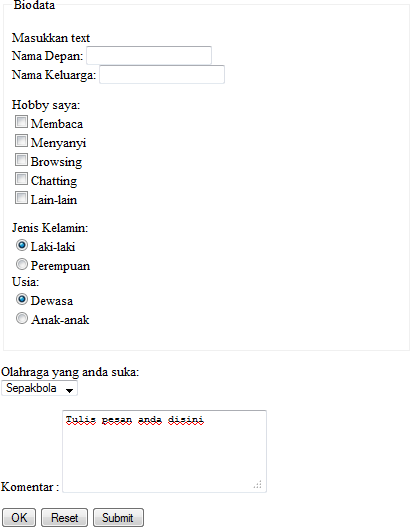 Biodata
Masukkan text
Nama Depan:
Nama Keluarga:
Hobby saya:
Membaca
Menyanyi
Browsing
Chatting
Lain-lain
Jenis Kelamin:
Laki-laki
Perempuan
Usia:
Dewasa
Anak-anak
Olahraga yang anda suka:
Sepakbola
Tulis pesan anda disini
Komentar :
OK Reset Submit